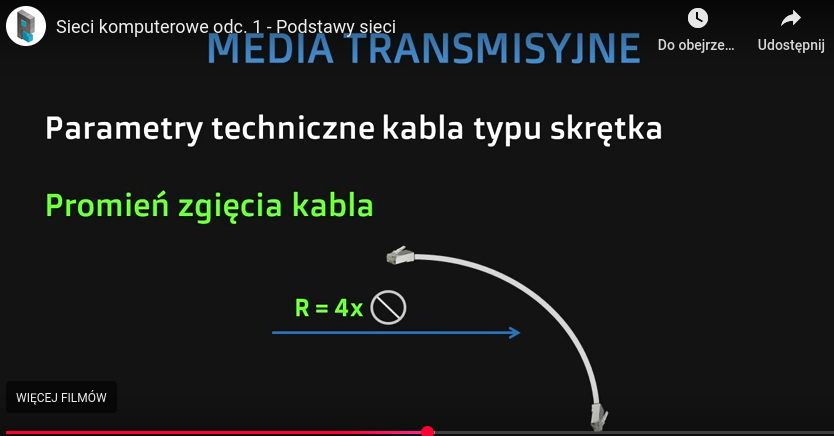 Sieci komputerowe odc. 1 - Podstawy sieci
Do obejrze...
Udostępnij
MEDIA TRANSMISYJNE
Parametry techniczne kabla typu skrętka
Promień zgięcia kabla
R = 4x
WIĘCEJ FILMÓW